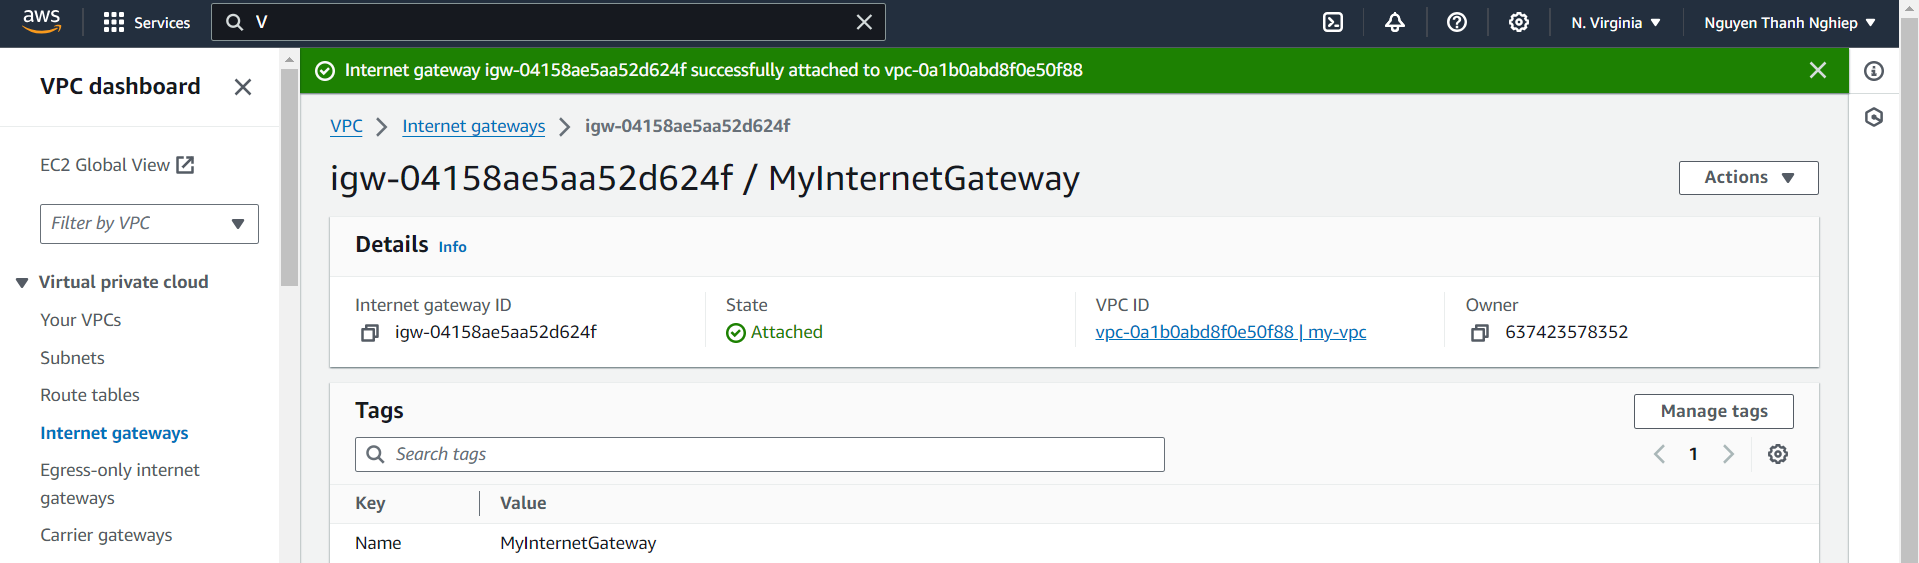 aws Services V N. Virginia Nguyen Thanh Nghiep
VPC dashboard
EC2 Global View
Filter by VPC
Virtual private cloud
Your VPCs
Subnets
Route tables
Internet gateways
Egress-only internet
gateways
Carrier gateways
Internet gateway igw-04158ae5aa52d624f successfully attached to vpc-0a1b0abd8f0e50f88
VPC Internet gateways igw-04158ae5aa52d624f
igw-04158ae5aa52d624f / MyInternetGateway
Actions
Details Info
Internet gateway ID
igw-04158ae5aa52d624f
State
Attached
VPC ID
vpc-0a1b0abd8f0e50f88 | my-vpc
Owner
637423578352
Tags
Manage tags
Search tags
1
Key Value
Name MyInternetGateway